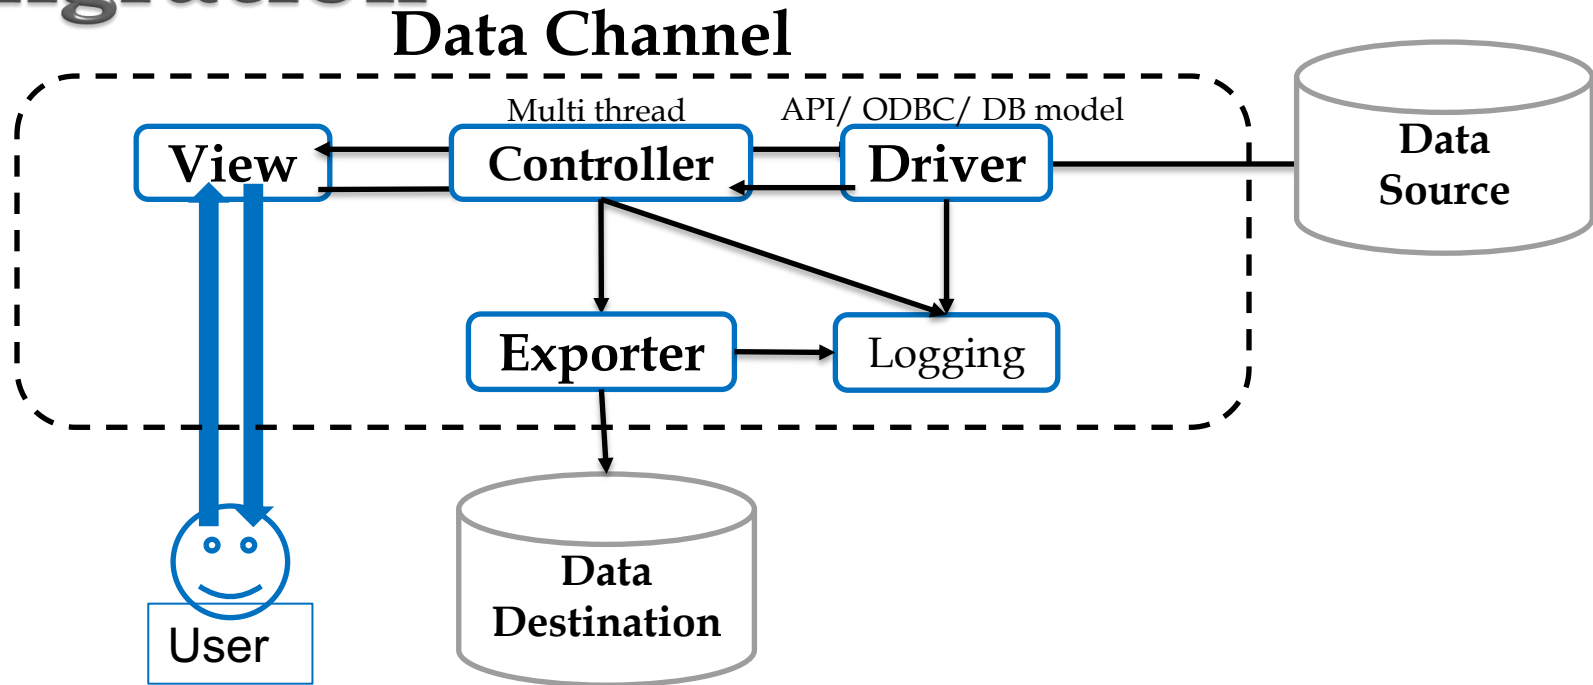 Data Channel
Multi thread
API/ ODBC/ DB model
View
Controller
Driver
Data
Source
Exporter
Logging
Data
Destination
User